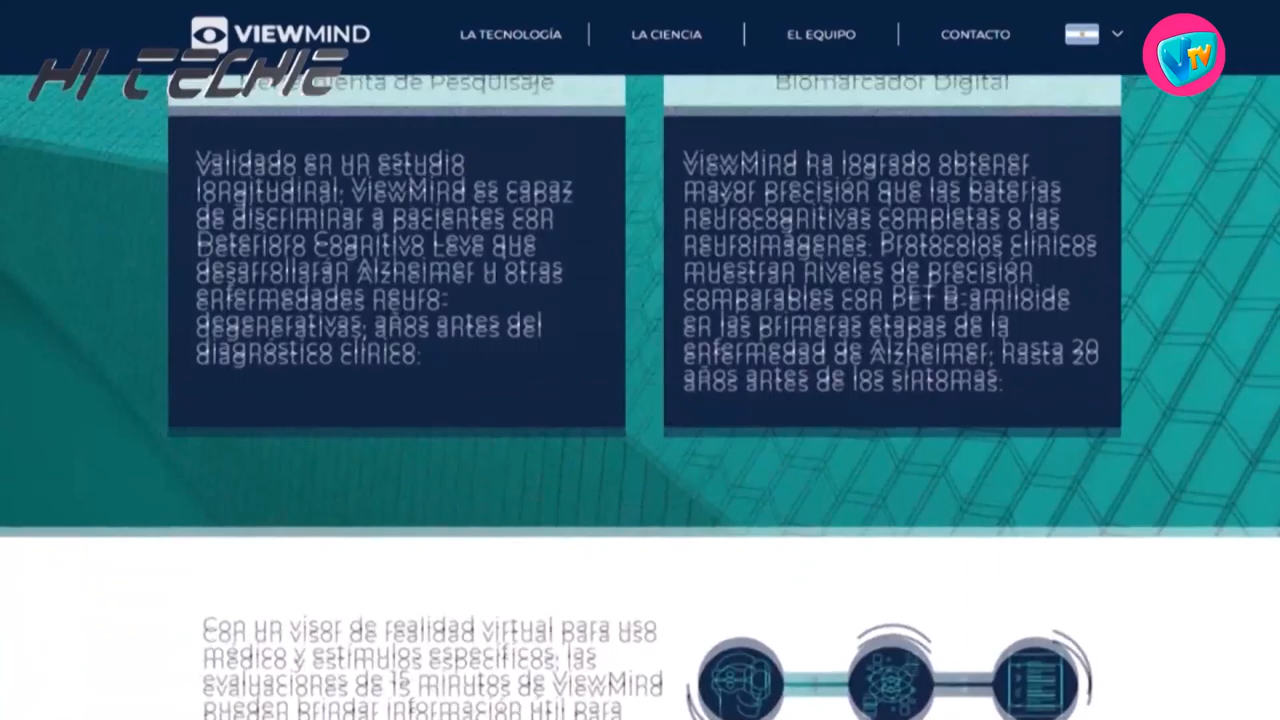 VIEWMIND
LA TECNOLOGÍA
LA CIENCIA
EL EQUIPO
CONTACTO
HI TECHIE
VTV
de Pesquisaje
Biomarcador Digital
Validado en un estudio
longitudinal, ViewMind es capaz
de discriminar a pacientes con
Deterioro Cognitivo Leve que
desarrollarán Alzheimer u otras
enfermedades neuro-
degenerativas, años antes del
diagnóstico clínico.
ViewMind ha logrado obtener
mayor precisión que las baterías
neurocognitivas completas o las
neuroimágenes. Protocolos clínicos
muestran niveles de precisión
comparables con PET B-amiloide
en las primeras etapas de la
enfermedad de Alzheimer, hasta 20
años antes de los síntomas.
Con un visor de realidad virtual para uso
médico y estímulos específicos, las
evaluaciones de 15 minutos de ViewMind
pueden brindar información útil para